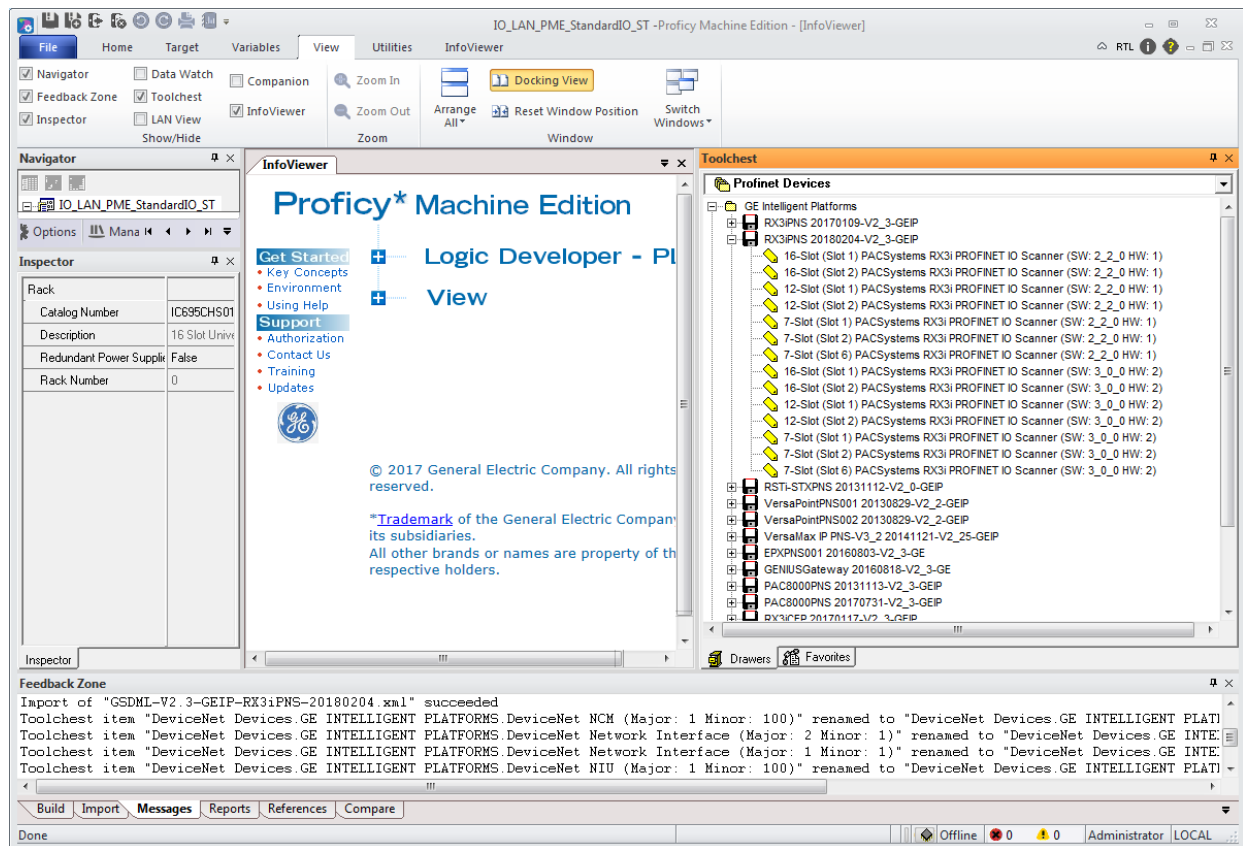 IO_LAN_PME_StandardIO_ST -Proficy Machine Edition - [InfoViewer]
File Home Target Variables View Utilities InfoViewer RTL
Navigator Data Watch Companion Zoom In Docking View
Feedback Zone Toolchest InfoViewer Zoom Out Arrange All Reset Window Position Switch Windows
Inspector LAN View
Show/Hide Zoom Window
Navigator
IO_LAN_PME_StandardIO_ST
Options Mana
Inspector
Rack
Catalog Number IC695CHS01
Description 16 Slot Unive
Redundant Power Supplie False
Rack Number 0
Inspector
InfoViewer
Proficy* Machine Edition
Get Started
Key Concepts
Environment
Using Help
Support
Authorization
Contact Us
Training
Updates
Logic Developer - PL
View
© 2017 General Electric Company. All rights
reserved.
*Trademark of the General Electric Company
its subsidiaries.
All other brands or names are property of th
respective holders.
Toolchest
Profinet Devices
GE Intelligent Platforms
RX3iPNS 20170109-V2_3-GEIP
RX3iPNS 20180204-V2_3-GEIP
16-Slot (Slot 1) PACSystems RX3i PROFINET IO Scanner (SW: 2_2_0 HW: 1)
16-Slot (Slot 2) PACSystems RX3i PROFINET IO Scanner (SW: 2_2_0 HW: 1)
12-Slot (Slot 1) PACSystems RX3i PROFINET IO Scanner (SW: 2_2_0 HW: 1)
12-Slot (Slot 2) PACSystems RX3i PROFINET IO Scanner (SW: 2_2_0 HW: 1)
7-Slot (Slot 1) PACSystems RX3i PROFINET IO Scanner (SW: 2_2_0 HW: 1)
7-Slot (Slot 2) PACSystems RX3i PROFINET IO Scanner (SW: 2_2_0 HW: 1)
7-Slot (Slot 6) PACSystems RX3i PROFINET IO Scanner (SW: 2_2_0 HW: 1)
16-Slot (Slot 1) PACSystems RX3i PROFINET IO Scanner (SW: 3_0_0 HW: 2)
16-Slot (Slot 2) PACSystems RX3i PROFINET IO Scanner (SW: 3_0_0 HW: 2)
12-Slot (Slot 1) PACSystems RX3i PROFINET IO Scanner (SW: 3_0_0 HW: 2)
12-Slot (Slot 2) PACSystems RX3i PROFINET IO Scanner (SW: 3_0_0 HW: 2)
7-Slot (Slot 1) PACSystems RX3i PROFINET IO Scanner (SW: 3_0_0 HW: 2)
7-Slot (Slot 2) PACSystems RX3i PROFINET IO Scanner (SW: 3_0_0 HW: 2)
7-Slot (Slot 6) PACSystems RX3i PROFINET IO Scanner (SW: 3_0_0 HW: 2)
RSTi-STXPNS 20131112-V2_0-GEIP
VersaPointPNS001 20130829-V2_2-GEIP
VersaPointPNS002 20130829-V2_2-GEIP
VersaMax IP PNS-V3_2 20141121-V2_25-GEIP
EPXPNS001 20160803-V2_3-GE
GENIUSGateway 20160818-V2_3-GE
PAC8000PNS 20131113-V2_3-GEIP
PAC8000PNS 20170731-V2_3-GEIP
RX3iCEP 20170117-V2_3-GEIP
Drawers Favorites
Feedback Zone
Import of "GSDML-V2.3-GEIP-RX3iPNS-20180204.xml" succeeded
Toolchest item "DeviceNet Devices.GE INTELLIGENT PLATFORMS.DeviceNet NCM (Major: 1 Minor: 100)" renamed to "DeviceNet Devices.GE INTELLIGENT PLATI
Toolchest item "DeviceNet Devices.GE INTELLIGENT PLATFORMS.DeviceNet Network Interface (Major: 2 Minor: 1)" renamed to "DeviceNet Devices.GE INTE
Toolchest item "DeviceNet Devices.GE INTELLIGENT PLATFORMS.DeviceNet Network Interface (Major: 1 Minor: 1)" renamed to "DeviceNet Devices.GE INTE
Toolchest item "DeviceNet Devices.GE INTELLIGENT PLATFORMS.DeviceNet NIU (Major: 1 Minor: 100)" renamed to "DeviceNet Devices.GE INTELLIGENT PLATI
Build Import Messages Reports References Compare
Done Offline 0 0 Administrator LOCAL